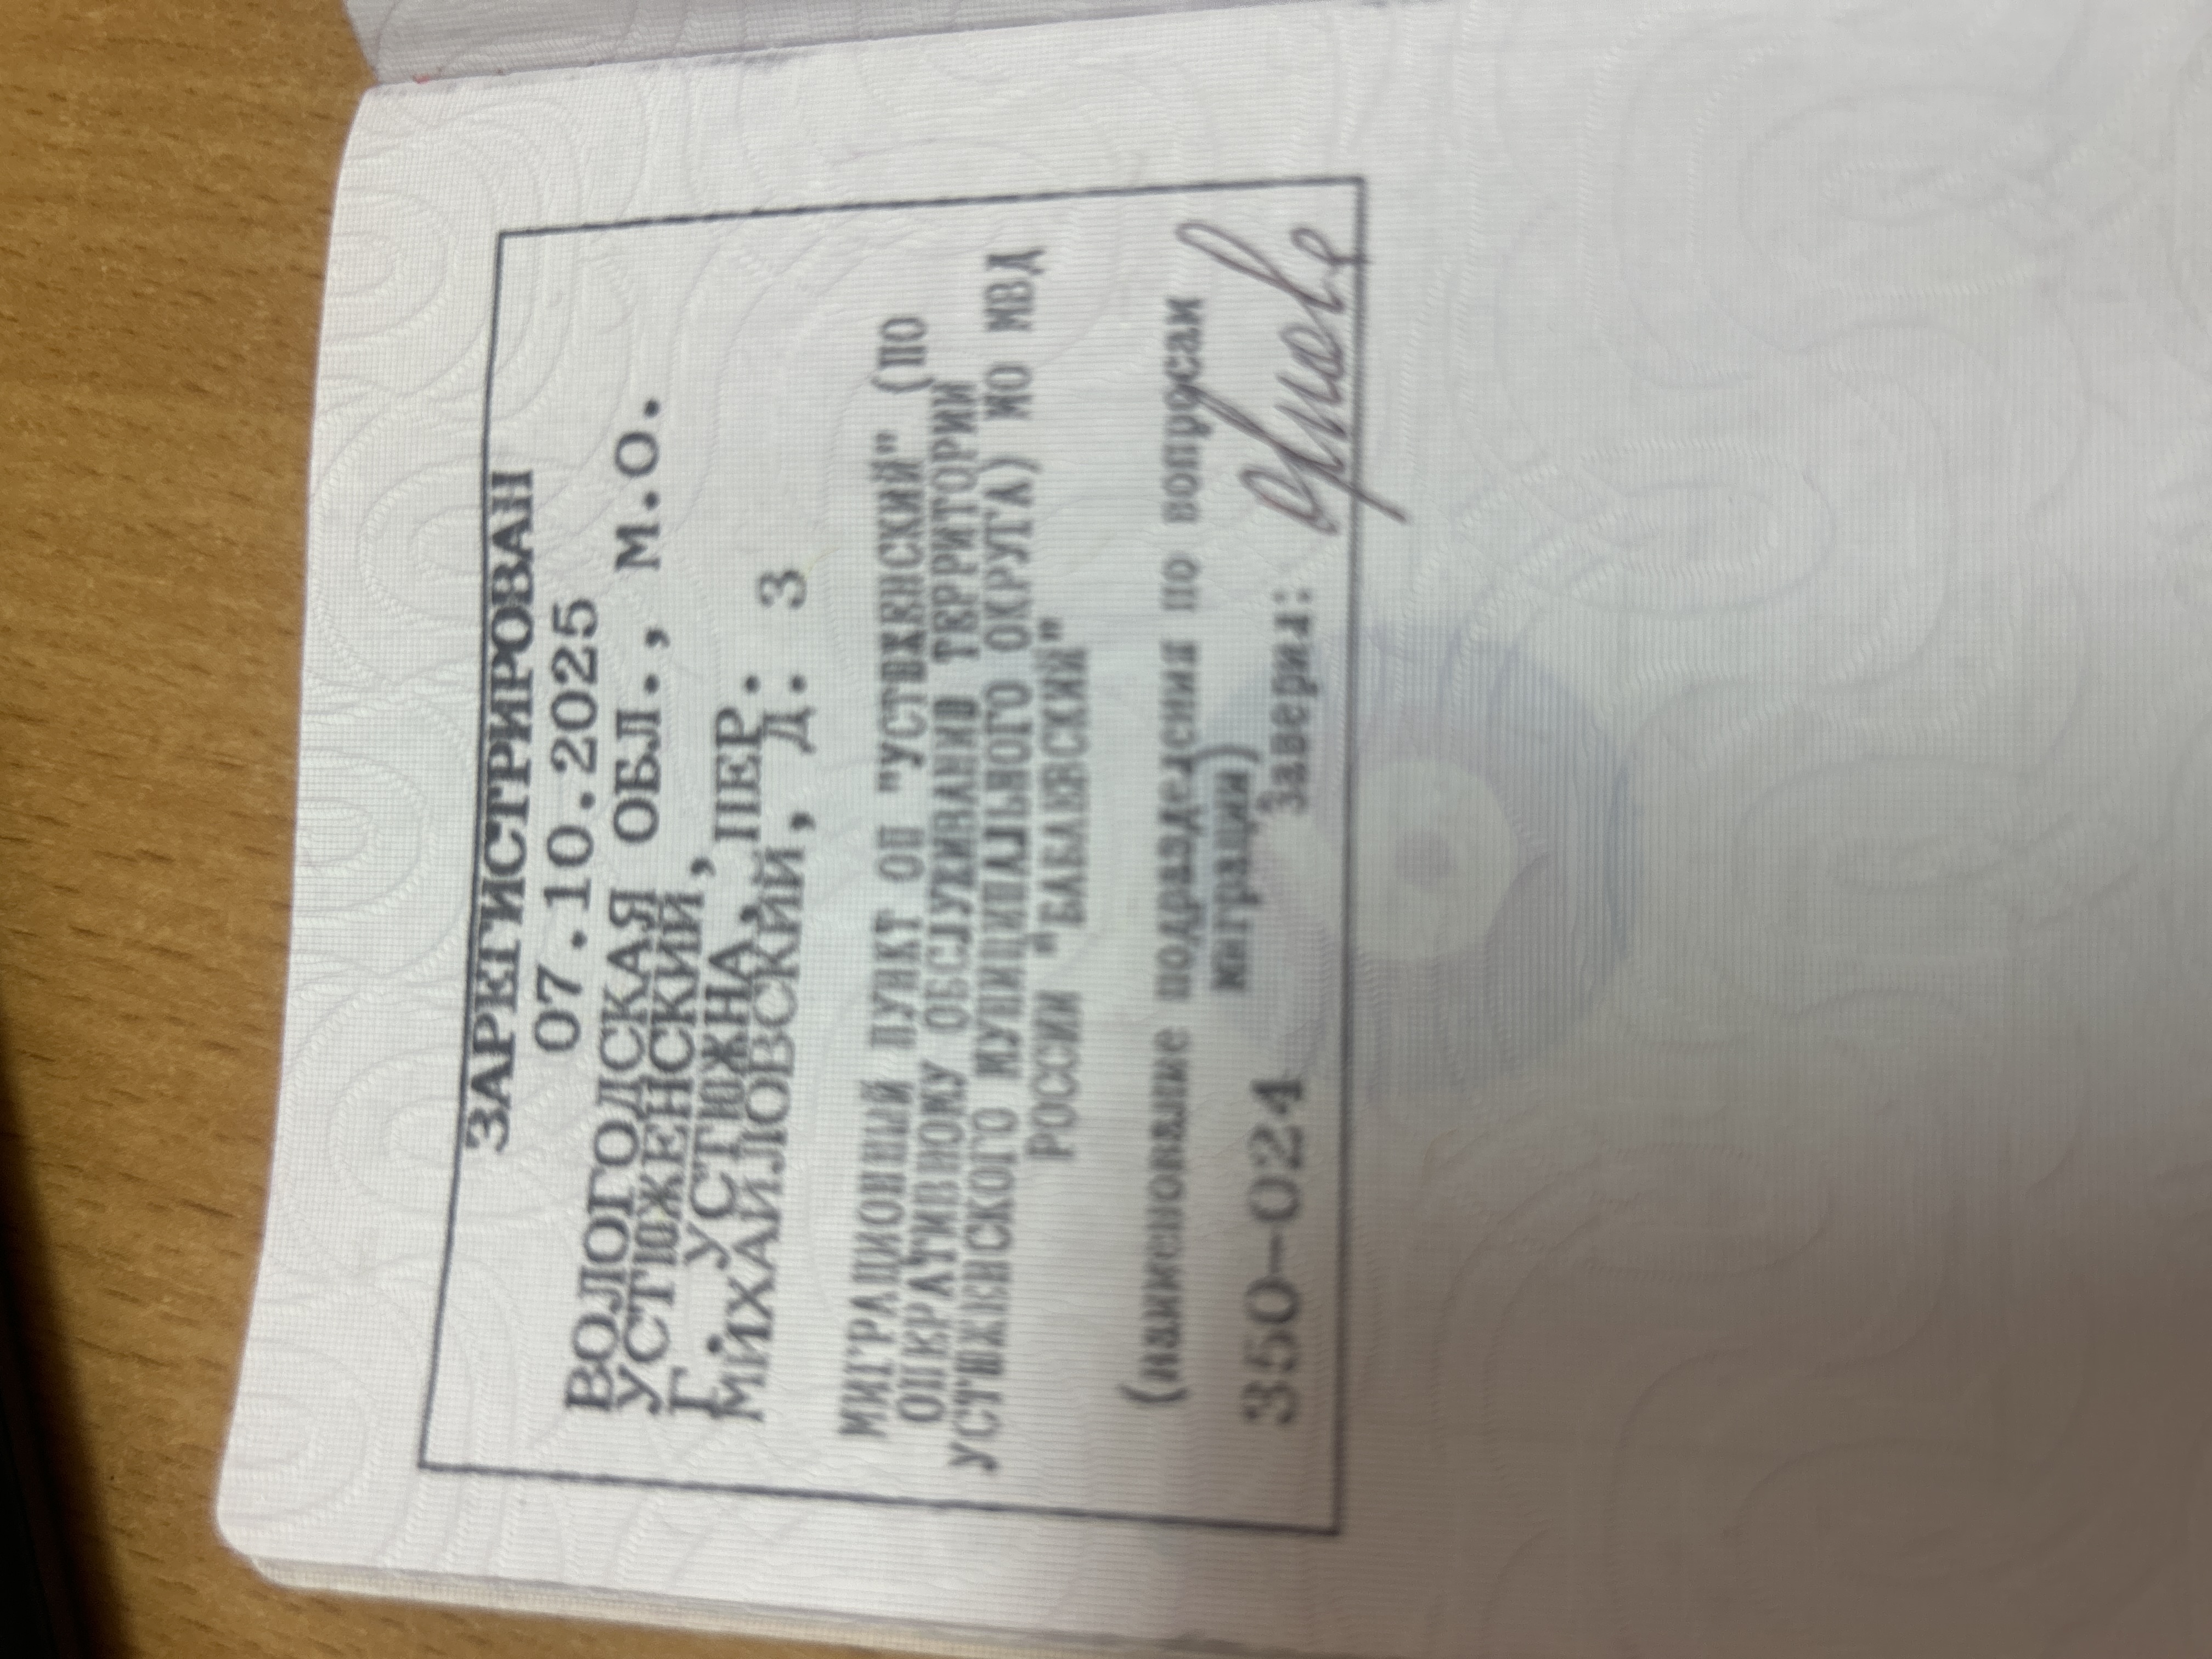 ЗАРЕГИСТРИРОВАН
07.10.2025
ВОЛОГОДСКАЯ ОБЛ., М.О.
УСТЮЖЕНСКИЙ,
Г. УСТЮЖНА, ПЕР.
МИХАЙЛОВСКИЙ, Д. 3
МИГРАЦИОННЫЙ ПУНКТ ОП "УСТЮЖЕНСКИЙ" (ПО
ОПЕРАТИВНОМУ ОБСЛУЖИВАНИЮ ТЕРРИТОРИИ
УСТЮЖЕНСКОГО МУНИЦИПАЛЬНОГО ОКРУГА) МО МВД
РОССИИ "БАБАЕВСКИЙ"
(наименование подразделения по вопросам
миграции)
350-024 Заверил: